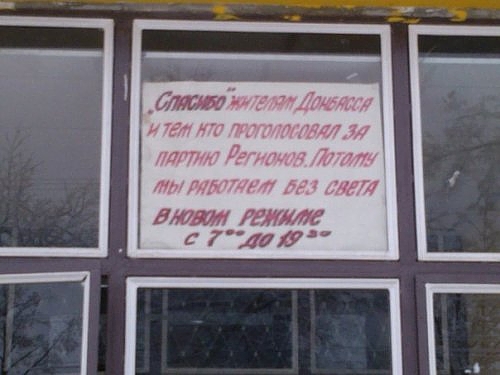 „Спасибо" жителям Донбасса
и тем кто проголосовал за
партию Регионов. Потому
мы работаем без света
в новом режиме
с 7⁰⁰ до 19³⁰